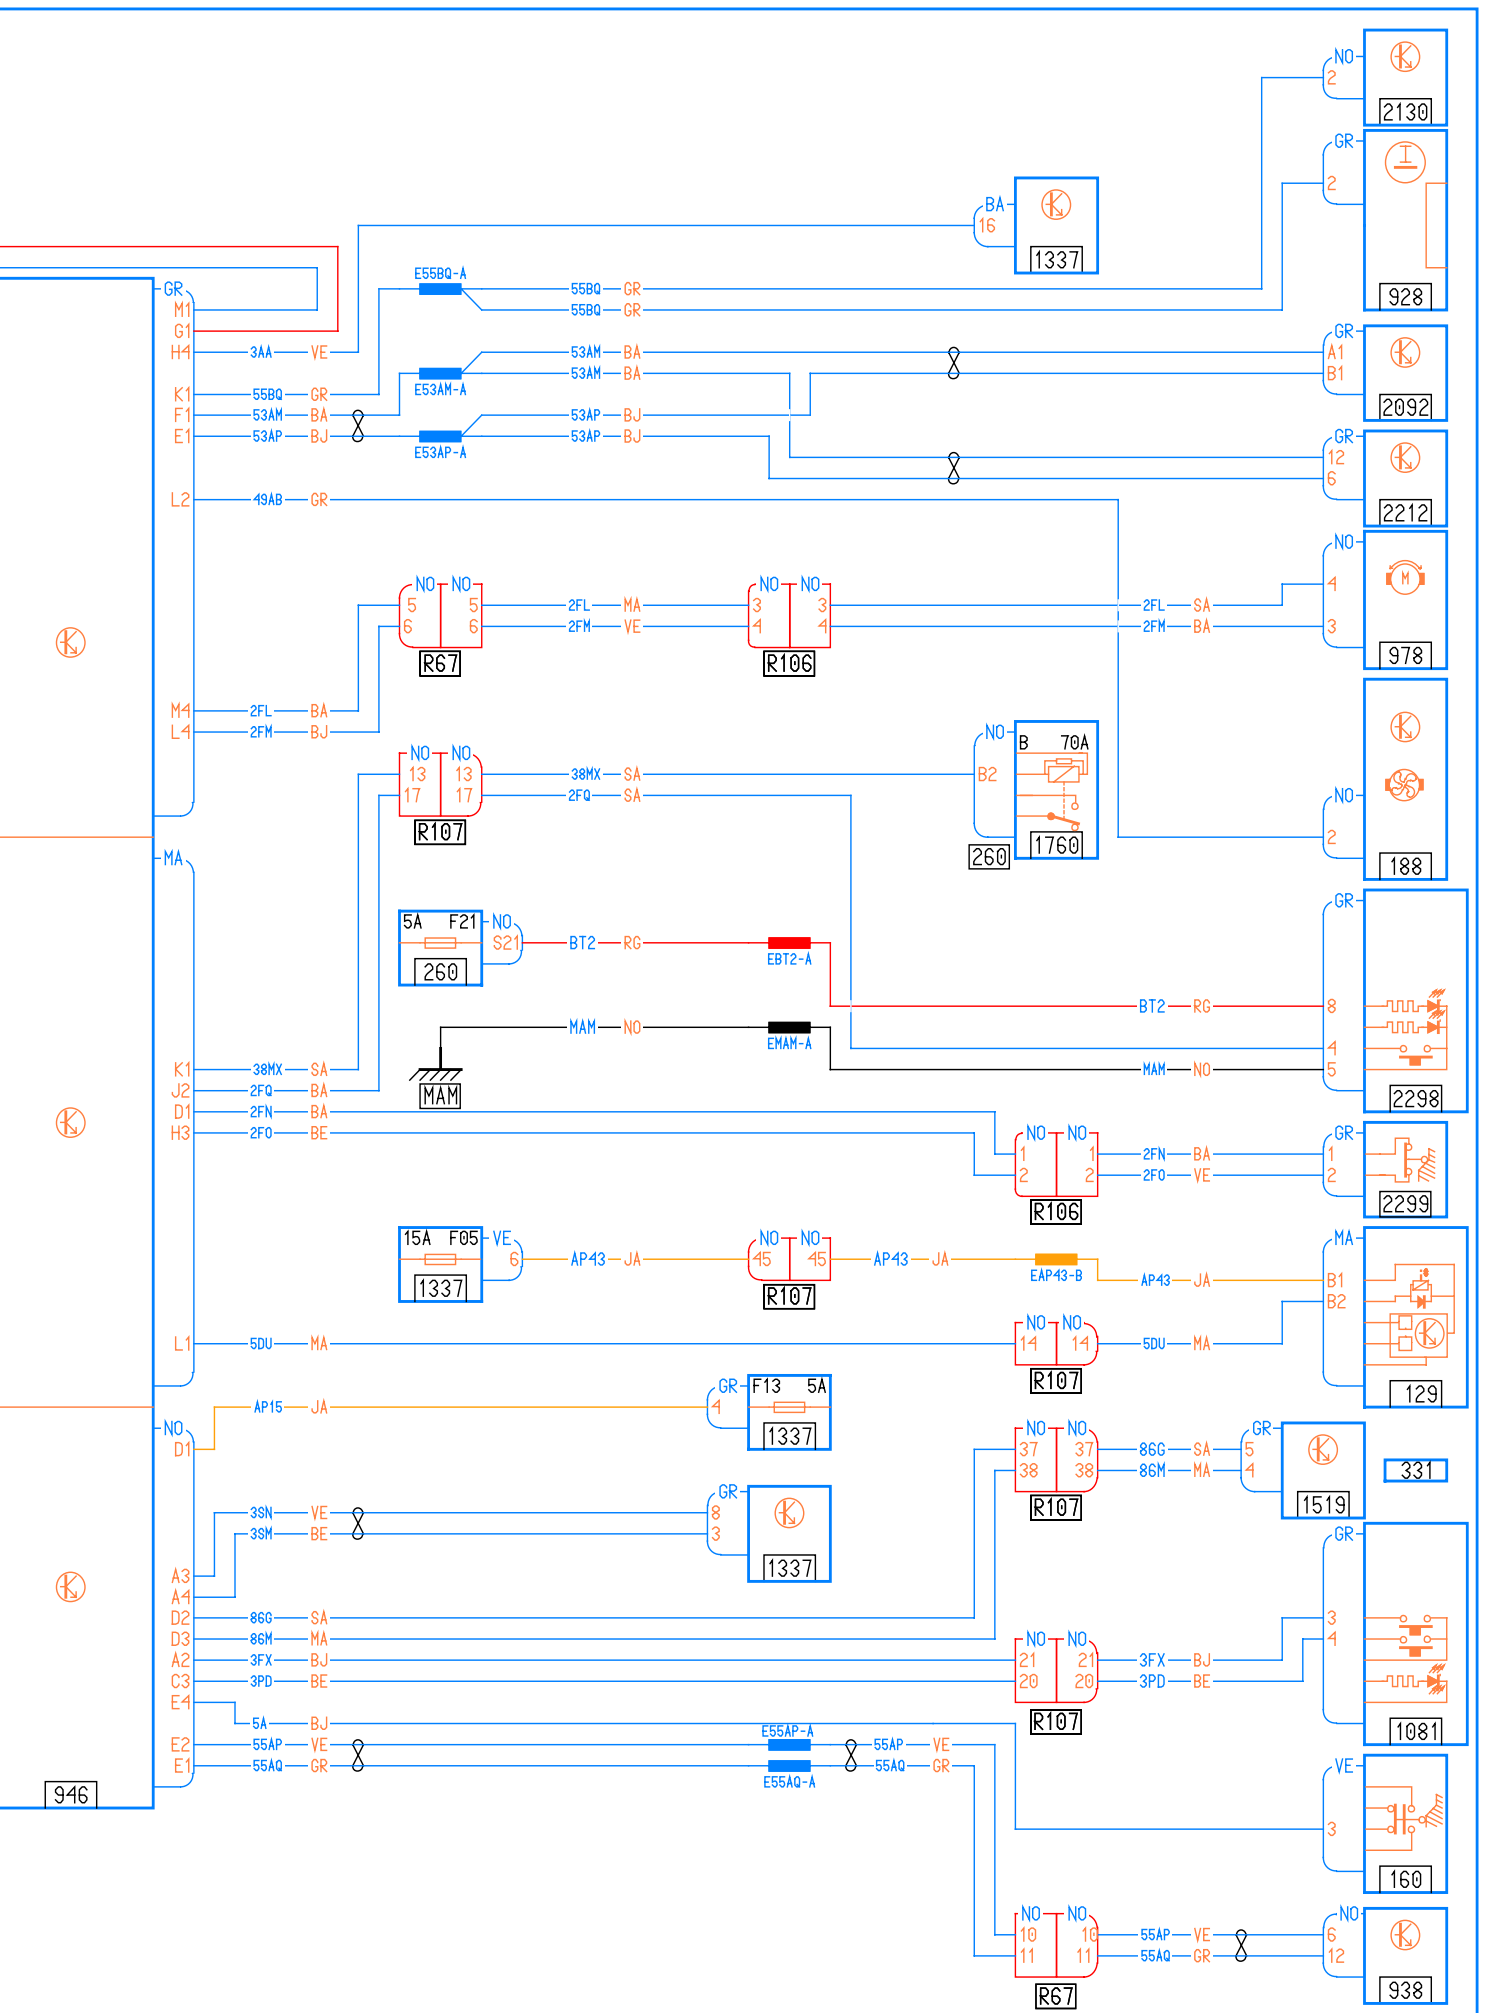 NO
2
2130
GR
2
928
BA
16
1337
E55BQ-A
GR
55BQ GR
M1
55BQ GR
G1
GR
H4 3AA VE
53AM BA
A1
53AM BA
B1
E53AM-A
K1 55BQ GR
F1 53AM BA
53AP BJ
2092
E1 53AP BJ
53AP BJ
GR
E53AP-A
12
6
L2 49AB GR
2212
NO
NO NO
NO NO
4
5 5 2FL MA 3 3 2FL SA
6 6 2FM VE 4 4 2FM BA 3
R67
R106
978
M4 2FL BA
L4 2FM BJ
NO
B 70A
NO NO
13 13 38MX SA B2
17 17 2FQ SA
NO
R107
1760
2
260
188
MA
GR
5A F21 NO
S21 BT2 RG
EBT2-A
260
BT2 RG 8
MAM NO
EMAM-A
4
K1 38MX SA
MAM NO 5
J2 2FQ BA
MAM
2298
D1 2FN BA
H3 2FO BE
NO NO
GR
1 1 2FN BA 1
2 2 2FO VE 2
R106
2299
15A F05 VE
NO NO
MA
6 AP43 JA 45 45 AP43 JA
EAP43-B
AP43 JA B1
1337
R107
B2
NO NO
L1 5DU MA 14 14 5DU MA
R107
129
GR F13 5A
AP15 JA 4
NO
1337
NO NO
GR
D1
37 37 86G SA 5
38 38 86M MA 4
331
GR
R107
1519
3SN VE 8
3SM BE 3
GR
1337
A3
A4
D2 86G SA
3
D3 86M MA
NO NO
4
A2 3FX BJ 21 21 3FX BJ
C3 3PD BE 20 20 3PD BE
E4
R107
5A BJ
E55AP-A
1081
E2 55AP VE 55AP VE
E1 55AQ GR 55AQ GR
VE
E55AQ-A
946
3
160
NO NO
NO
10 10 55AP VE 6
11 11 55AQ GR 12
R67
938